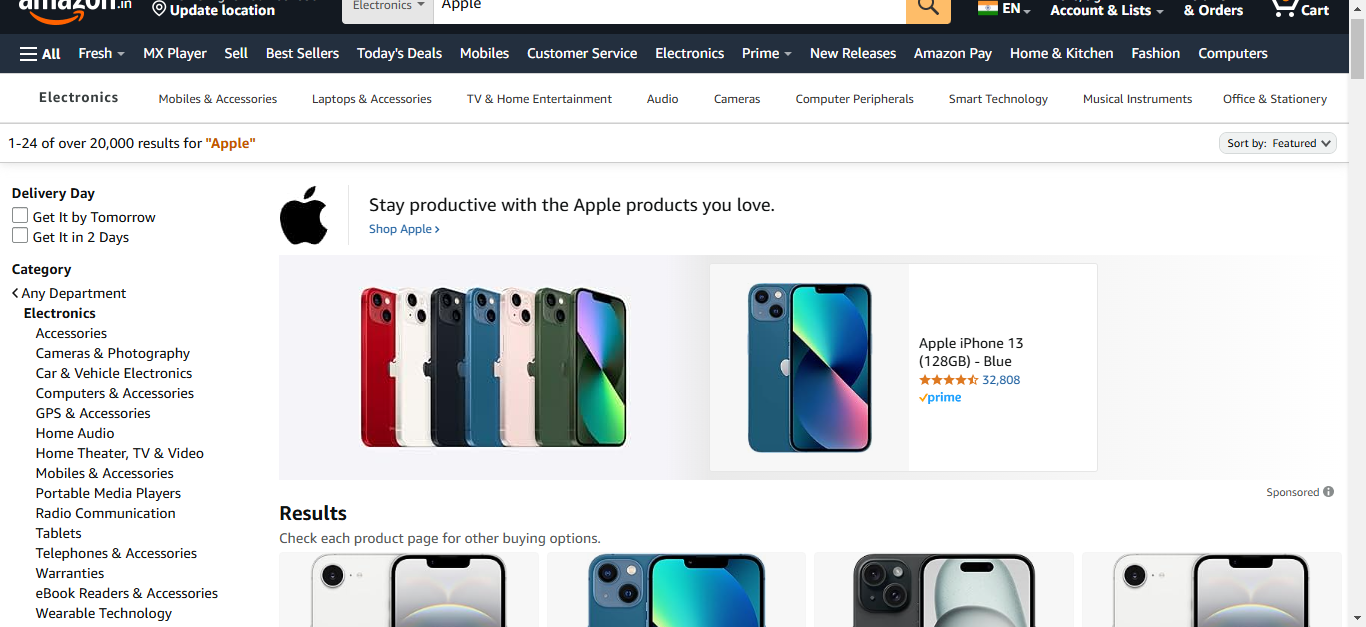 amazon.in
Update location
Electronics
Apple
EN
Account & Lists
& Orders
Cart
All
Fresh
MX Player
Sell
Best Sellers
Today's Deals
Mobiles
Customer Service
Electronics
Prime
New Releases
Amazon Pay
Home & Kitchen
Fashion
Computers
Electronics
Mobiles & Accessories
Laptops & Accessories
TV & Home Entertainment
Audio
Cameras
Computer Peripherals
Smart Technology
Musical Instruments
Office & Stationery
1-24 of over 20,000 results for "Apple"
Sort by: Featured
Delivery Day
Get It by Tomorrow
Get It in 2 Days
Category
Any Department
Electronics
Accessories
Cameras & Photography
Car & Vehicle Electronics
Computers & Accessories
GPS & Accessories
Home Audio
Home Theater, TV & Video
Mobiles & Accessories
Portable Media Players
Radio Communication
Tablets
Telephones & Accessories
Warranties
eBook Readers & Accessories
Wearable Technology
Stay productive with the Apple products you love.
Shop Apple ›
Apple iPhone 13
(128GB) - Blue
32,808
prime
Sponsored
Results
Check each product page for other buying options.